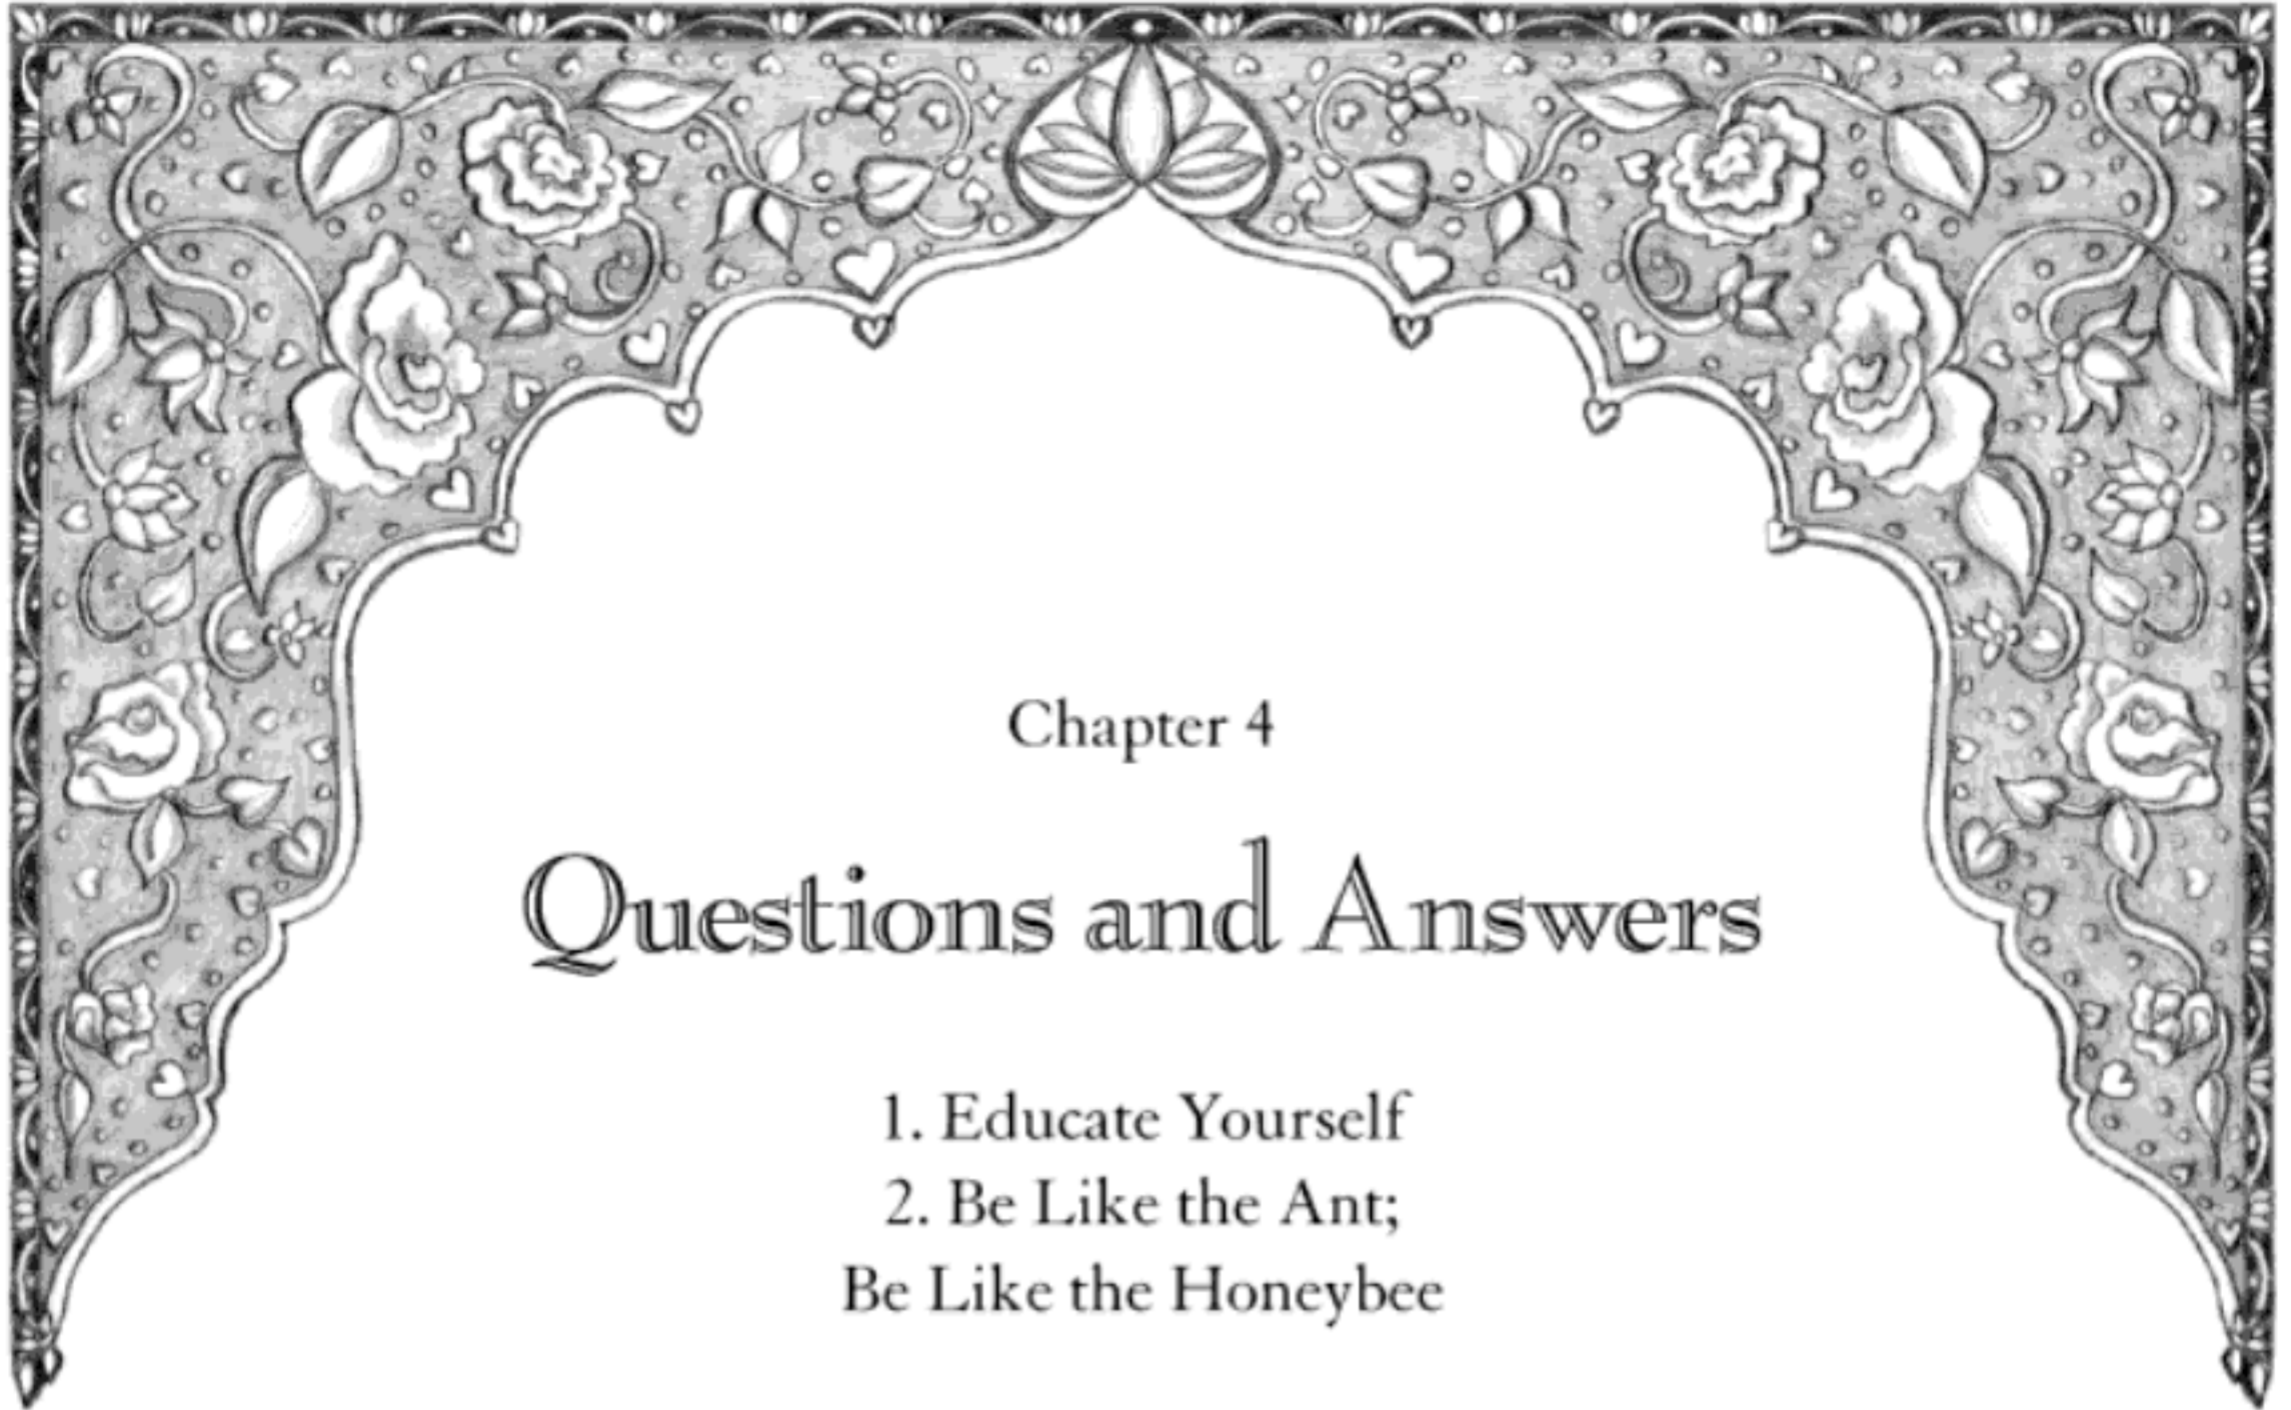 Chapter 4
Questions and Answers
1. Educate Yourself
2. Be Like the Ant;
Be Like the Honeybee